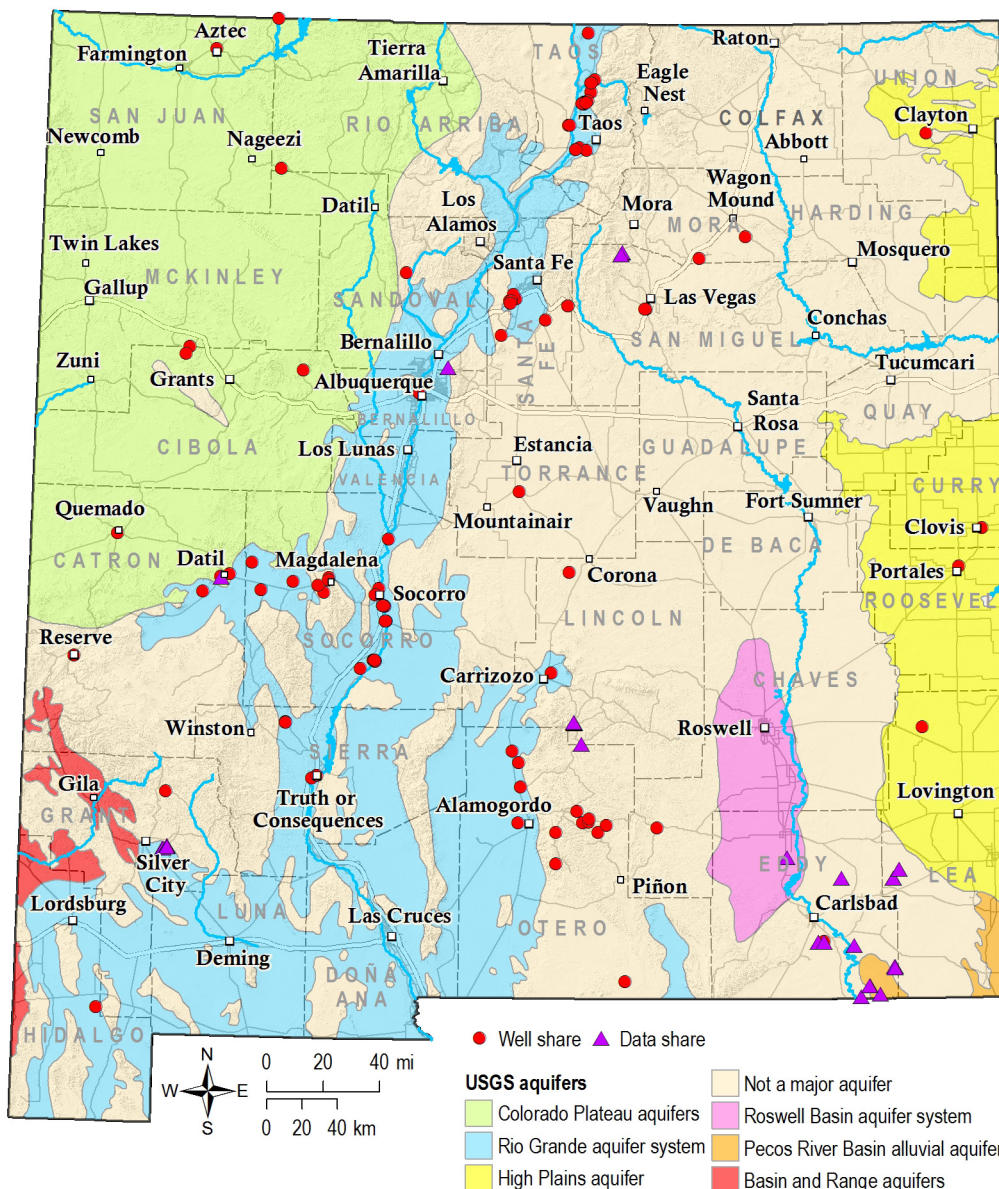 Aztec
Farmington
Tierra
Amarilla
TAOS
Raton
Eagle
Nest
UNION
Clayton
SAN JUAN
RIO ARRIBA
Taos
COLFAX
Abbott
Newcomb
Nageezi
Datil
Los
Alamos
Mora
MORA
Wagon
Mound
HARDING
Mosquero
Twin Lakes
MCKINLEY
Gallup
Santa Fe
SANDOVAL
Las Vegas
Conchas
SAN MIGUEL
Zuni
Grants
Bernalillo
SANTA
FE
Tucumcari
Albuquerque
BERNALILLO
Santa
Rosa
QUAY
CIBOLA
Los Lunas
Estancia
TORRANCE
GUADALUPE
VALENCIA
CURRY
Quemado
Mountainair
Vaughn
Fort Sumner
Clovis
CATRON
Datil
Magdalena
Corona
DE BACA
Portales
Socorro
ROOSEVEL
LINCOLN
Reserve
SOCORRO
Carrizozo
CHAVES
Winston
Roswell
SIERRA
Gila
Truth or
Consequences
Alamogordo
Lovington
GRANT
Silver
City
EDDY
LEA
Piñon
Lordsburg
LUNA
Las Cruces
Carlsbad
OTERO
Deming
DOÑA
ANA
HIDALGO
N
W E
S
0 20 40 mi
0 20 40 km
Well share
Data share
USGS aquifers
Colorado Plateau aquifers
Rio Grande aquifer system
High Plains aquifer
Not a major aquifer
Roswell Basin aquifer system
Pecos River Basin alluvial aquifer
Basin and Range aquifers